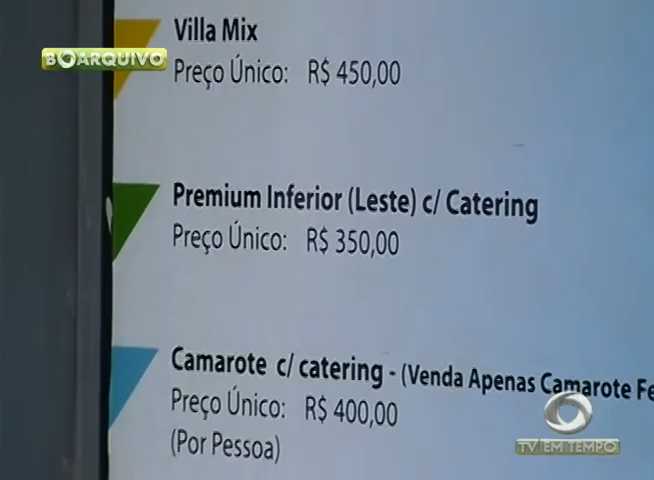 Villa Mix
BOARQUIVO
Preço Único: R$ 450,00
Premium Inferior (Leste) c/ Catering
Preço Único: R$ 350,00
Camarote c/ catering - (Venda Apenas Camarote Fe
Preço Único: R$ 400,00
(Por Pessoa)
TV EM TEMPO